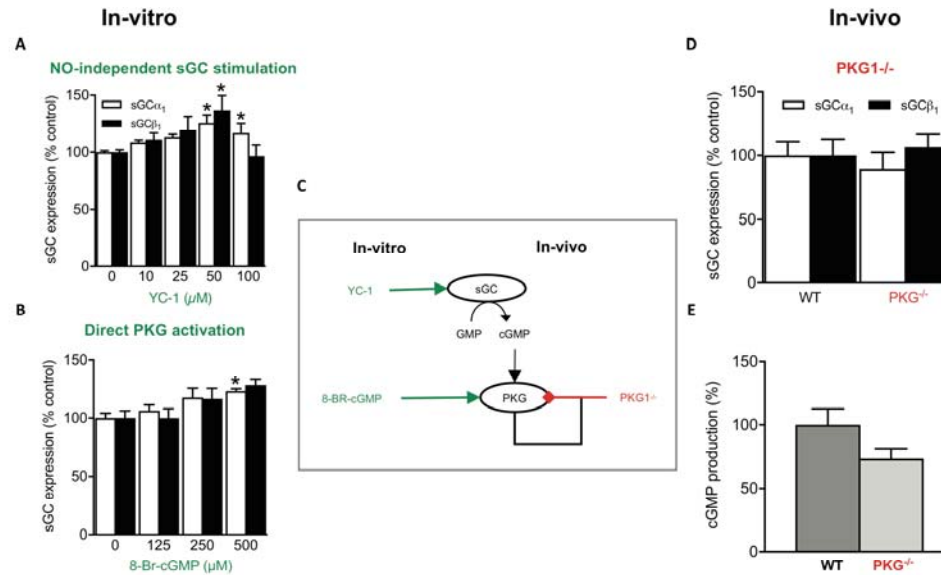 In-vitro
A
NO-independent sGC stimulation
sGCα1
sGCβ1
sGC expression (% control)
150
100
50
0
* * *
0 10 25 50 100
YC-1 (µM)
B
Direct PKG activation
sGC expression (% control)
150
100
50
0
*
0 125 250 500
8-Br-cGMP (µM)
C
In-vitro In-vivo
YC-1
sGC
GMP cGMP
8-BR-cGMP
PKG
PKG1-/-
In-vivo
D
PKG1-/-
sGCα1
sGCβ1
sGC expression (% control)
150
100
50
0
WT PKG-/-
E
cGMP production (%)
150
100
50
0
WT PKG-/-